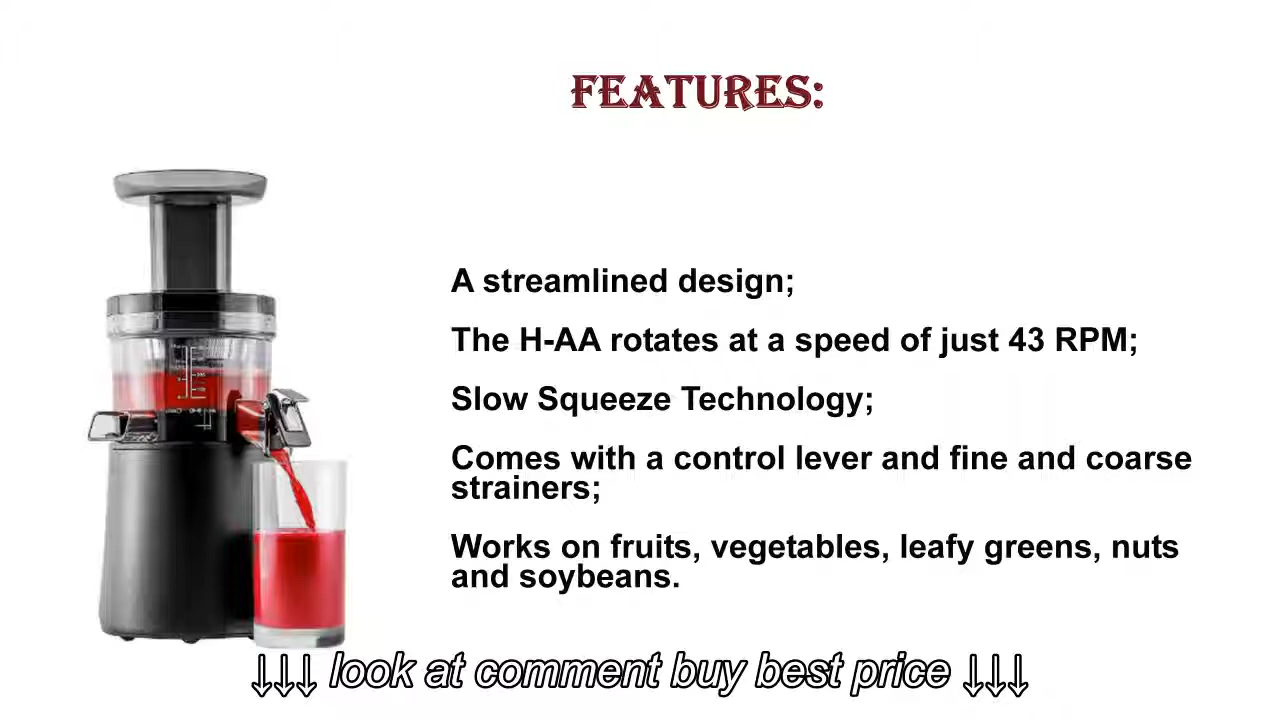 FEATURES:
A streamlined design;
The H-AA rotates at a speed of just 43 RPM;
Slow Squeeze Technology;
Comes with a control lever and fine and coarse
strainers;
Works on fruits, vegetables, leafy greens, nuts
and soybeans.
↓↓↓ look at comment buy best price ↓↓↓